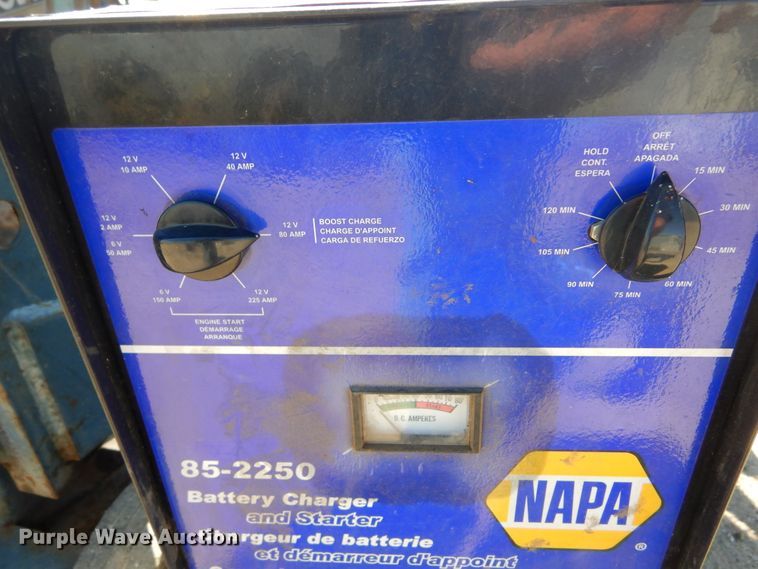 12 V
10 AMP
12 V
40 AMP
12 V
2 AMP
12 V
80 AMP
BOOST CHARGE
CHARGE D'APPOINT
CARGA DE REFUERZO
6 V
50 AMP
6 V
150 AMP
12 V
225 AMP
ENGINE START
DÉMARRAGE
ARRANQUE
OFF
ARRÊT
APAGADA
HOLD
CONT.
ESPERA
15 MIN
30 MIN
45 MIN
60 MIN
75 MIN
90 MIN
105 MIN
120 MIN
D.C. AMPERES
85-2250
Battery Charger
and Starter
Chargeur de batterie
et démarreur d'appoint
NAPA
®
Purple Wave Auction